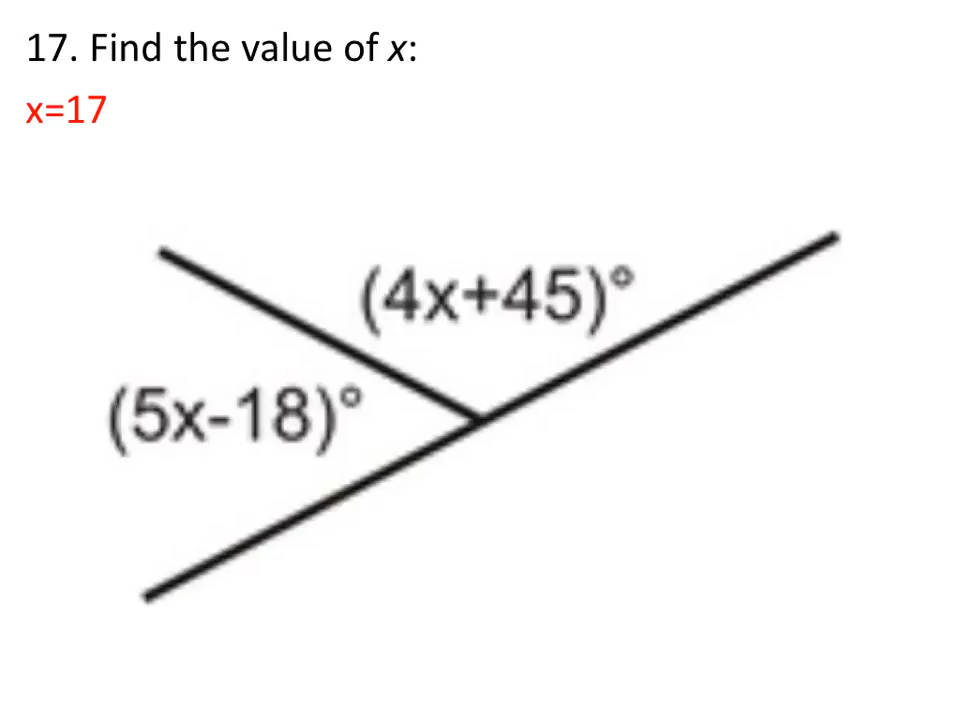 17. Find the value of x:
x=17
(4x+45)°
(5x-18)°